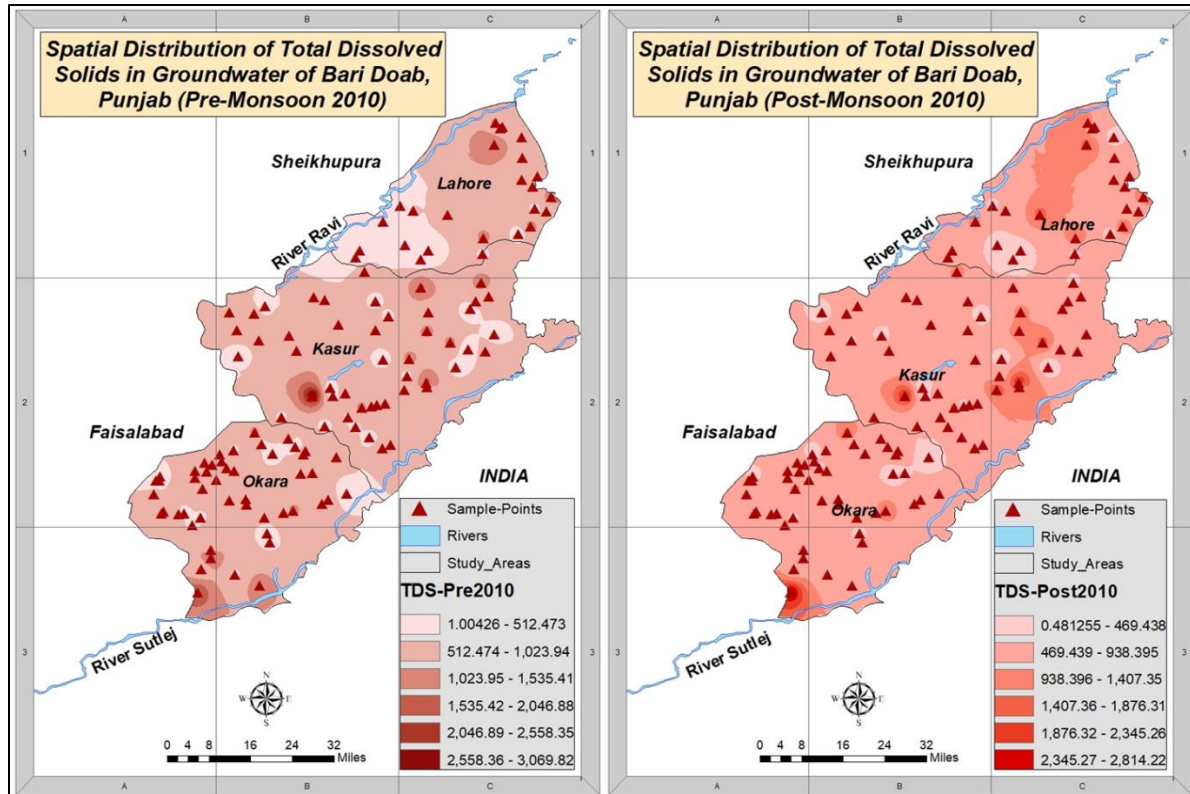 A B C
Spatial Distribution of Total Dissolved
Solids in Groundwater of Bari Doab,
Punjab (Pre-Monsoon 2010)
1
1
Sheikhupura
Lahore
River Ravi
Kasur
2
2
Faisalabad
Okara
INDIA
Sample-Points
Rivers
Study_Areas
TDS-Pre2010
1.00426 - 512.473
512.474 - 1,023.94
1,023.95 - 1,535.41
1,535.42 - 2,046.88
2,046.89 - 2,558.35
2,558.36 - 3,069.82
River Sutlej
3
3
N
W E
S
0 4 8 16 24 32
Miles
A B C
A B C
Spatial Distribution of Total Dissolved
Solids in Groundwater of Bari Doab,
Punjab (Post-Monsoon 2010)
1
1
Sheikhupura
Lahore
River Ravi
Kasur
2
2
Faisalabad
Okara
INDIA
Sample-Points
Rivers
Study_Areas
TDS-Post2010
0.481255 - 469.438
469.439 - 938.395
938.396 - 1,407.35
1,407.36 - 1,876.31
1,876.32 - 2,345.26
2,345.27 - 2,814.22
River Sutlej
3
3
N
W E
S
0 4 8 16 24 32
Miles
A B C